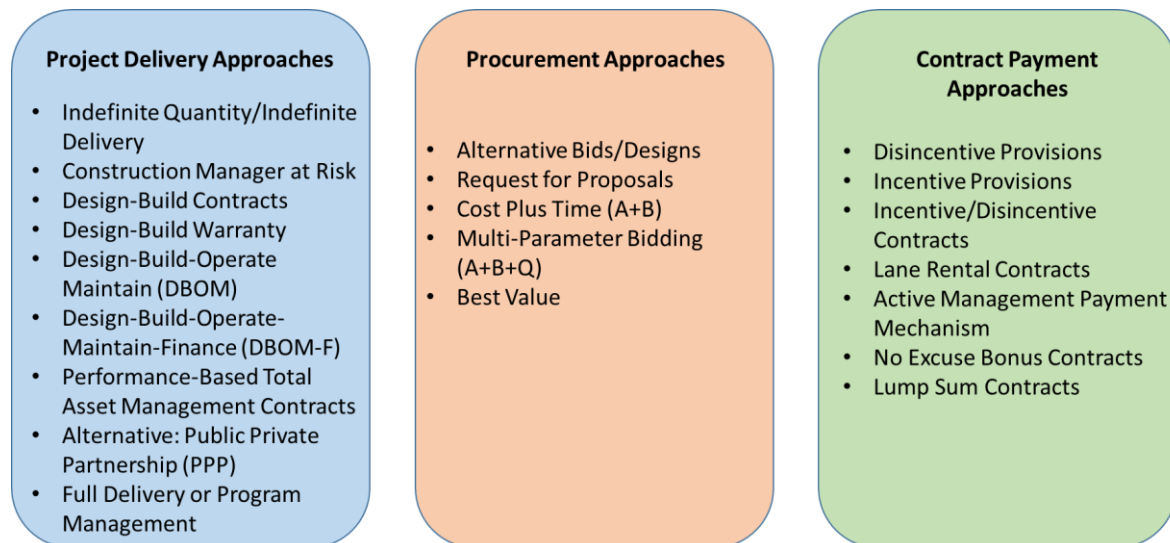 Project Delivery Approaches
• Indefinite Quantity/Indefinite
Delivery
• Construction Manager at Risk
• Design-Build Contracts
• Design-Build Warranty
• Design-Build-Operate
Maintain (DBOM)
• Design-Build-Operate-
Maintain-Finance (DBOM-F)
• Performance-Based Total
Asset Management Contracts
• Alternative: Public Private
Partnership (PPP)
• Full Delivery or Program
Management
Procurement Approaches
• Alternative Bids/Designs
• Request for Proposals
• Cost Plus Time (A+B)
• Multi-Parameter Bidding
(A+B+Q)
• Best Value
Contract Payment
Approaches
• Disincentive Provisions
• Incentive Provisions
• Incentive/Disincentive
Contracts
• Lane Rental Contracts
• Active Management Payment
Mechanism
• No Excuse Bonus Contracts
• Lump Sum Contracts